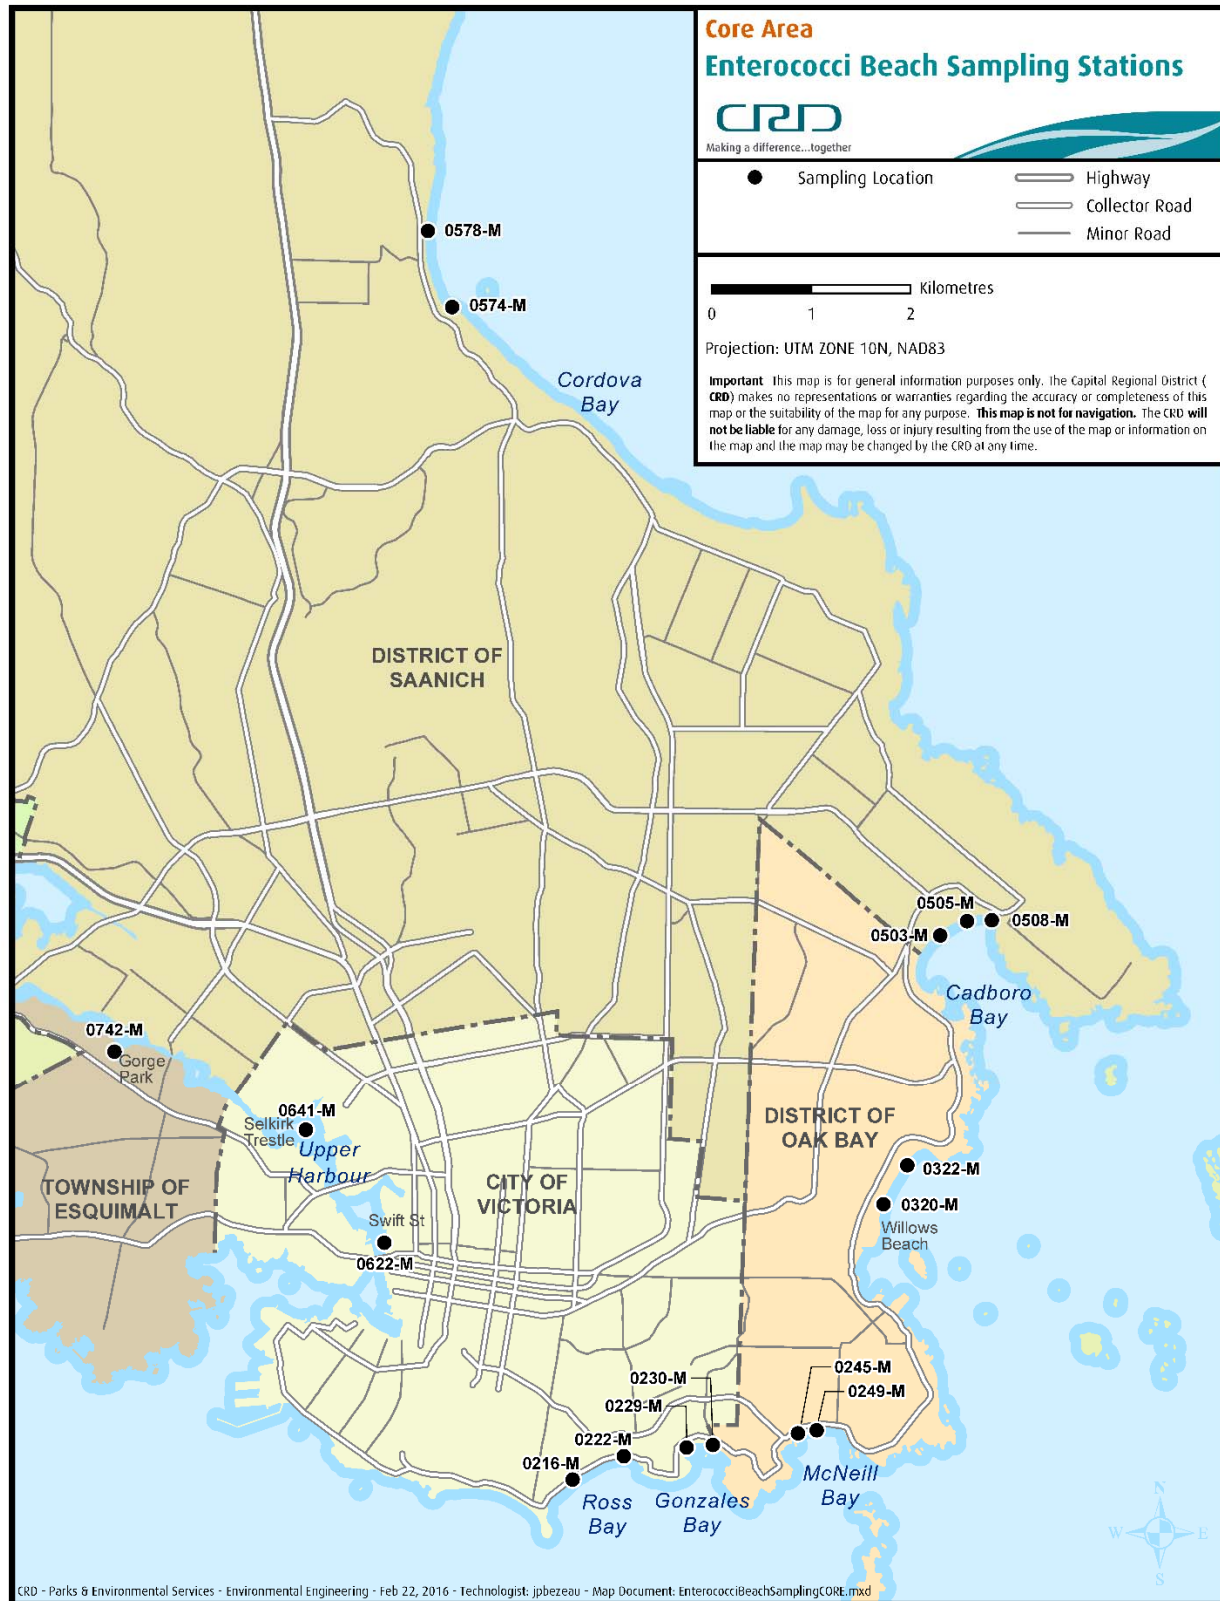 Core Area
Enterococci Beach Sampling Stations
CRD
Making a difference...together
Sampling Location
Highway
Collector Road
Minor Road
Kilometres
0 1 2
Projection: UTM ZONE 10N, NAD83
Important This map is for general information purposes only. The Capital Regional District (
CRD) makes no representations or warranties regarding the accuracy or completeness of this
map or the suitability of the map for any purpose. This map is not for navigation. The CRD will
not be liable for any damage, loss or injury resulting from the use of the map or information on
the map and the map may be changed by the CRD at any time.
0578-M
0574-M
Cordova
Bay
DISTRICT OF
SAANICH
0505-M
0508-M
0503-M
Cadboro
Bay
0742-M
Gorge
Park
0641-M
Selkirk
Trestle
Upper
Harbour
DISTRICT OF
OAK BAY
0322-M
TOWNSHIP OF
ESQUIMALT
CITY OF
VICTORIA
0320-M
Willows
Beach
Swift St
0622-M
0245-M
0230-M
0249-M
0229-M
0222-M
0216-M
McNeill
Bay
Ross
Bay
Gonzales
Bay
N
W E
S
CRD - Parks & Environmental Services - Environmental Engineering - Feb 22, 2016 - Technologist: jpbezeau - Map Document: EnterococciBeachSamplingCORE.mxd